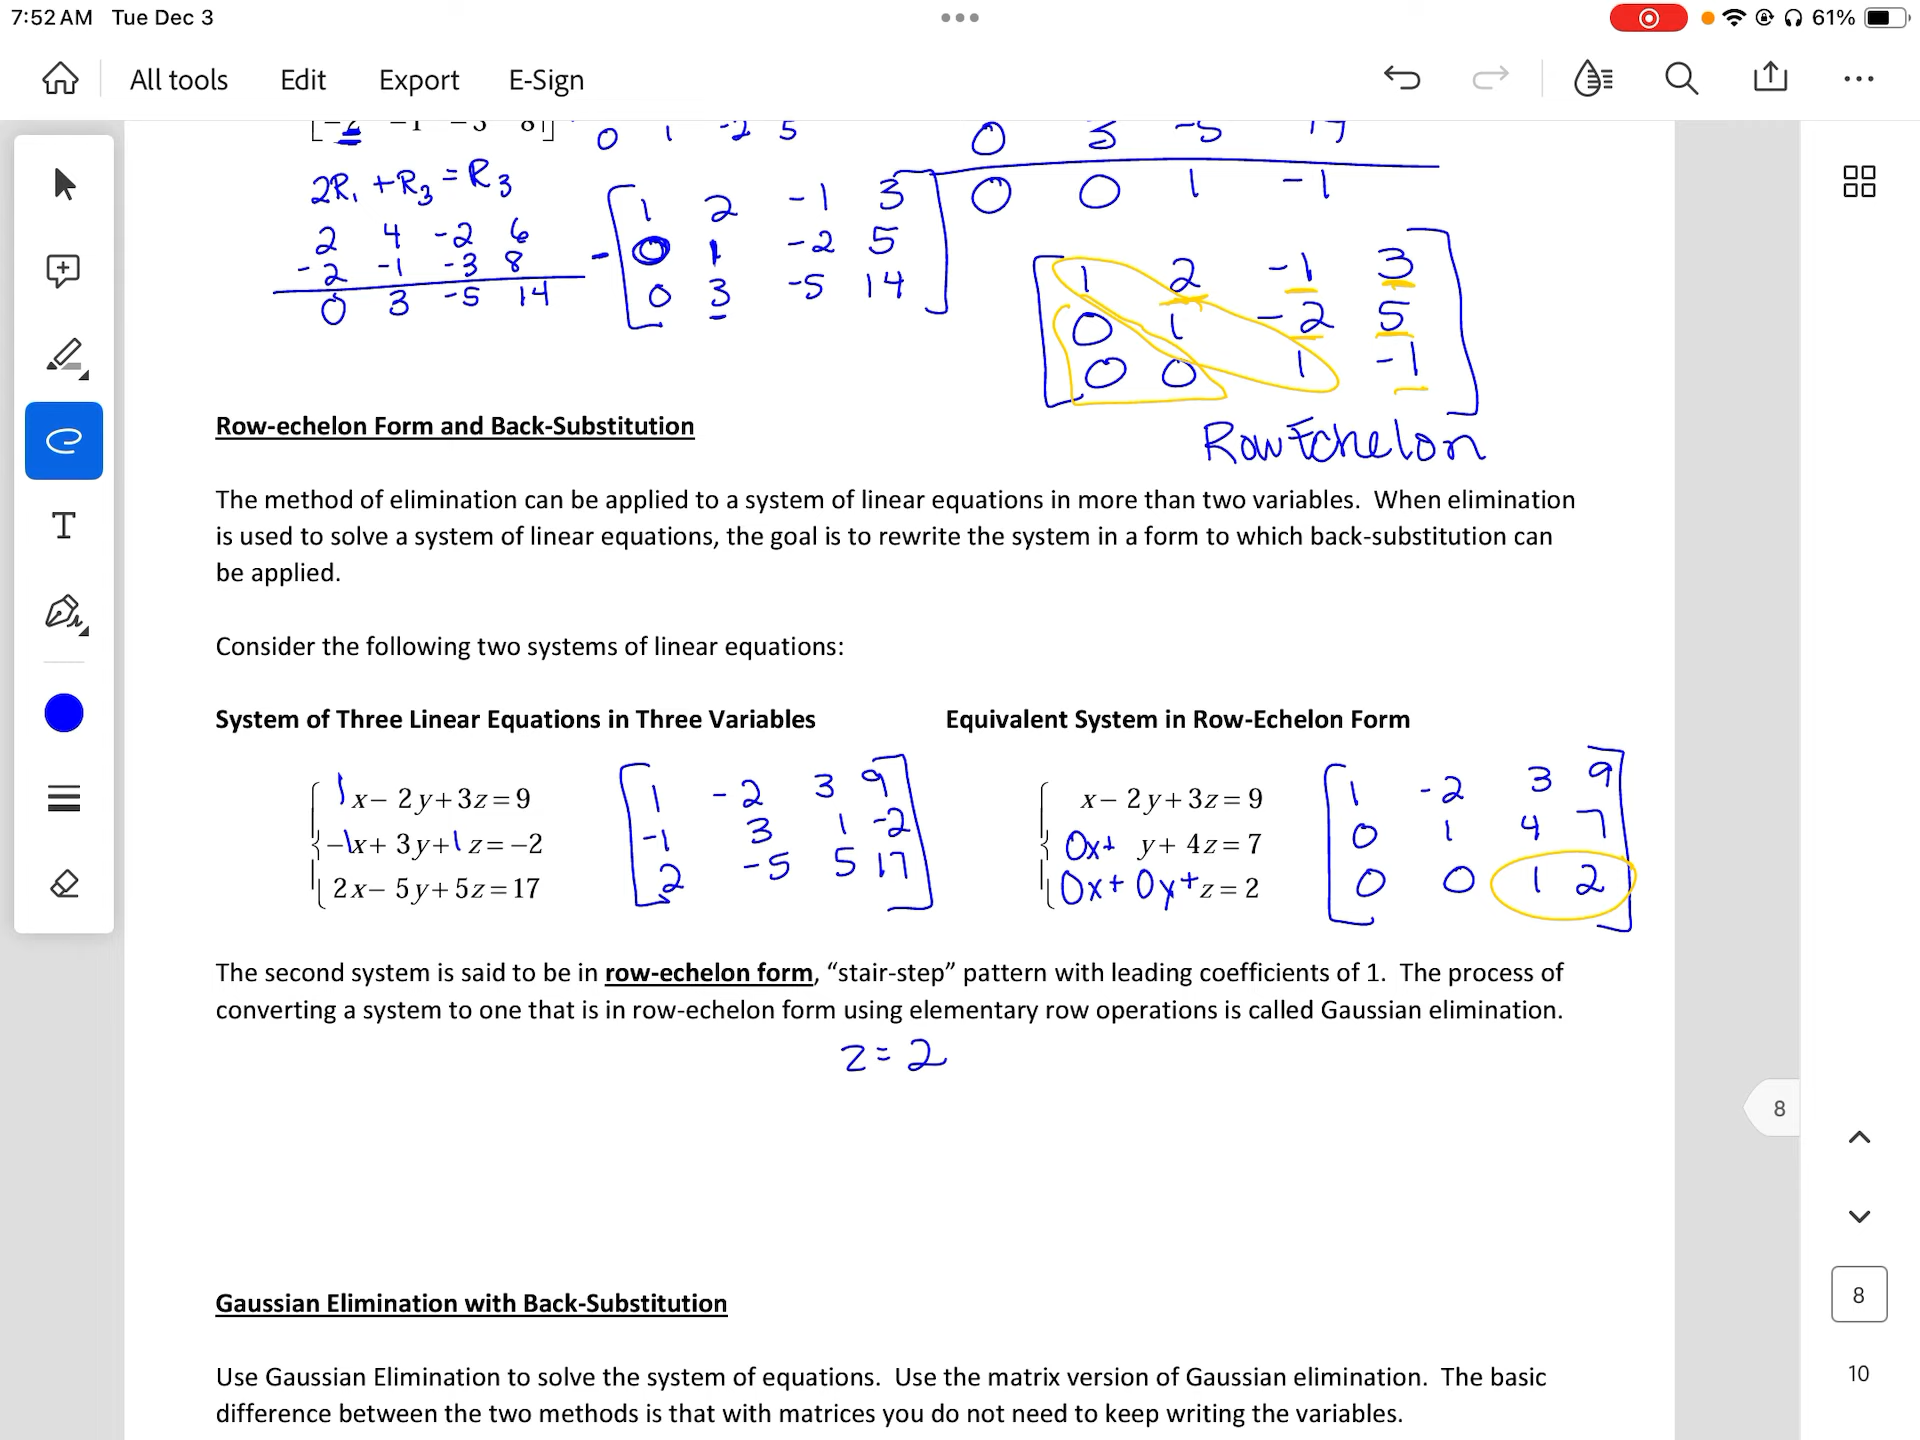 7:52 AM Tue Dec 3
61%
All tools Edit Export E-Sign
0 1 -2 5
0 3 -5 14
2R₁ + R₃ = R₃
2 4 -2 6
-2 -1 -3 8
0 3 -5 14
1 2 -1 3
0 1 -2 5
0 3 -5 14
0 0 1 -1
1 2 -1 3
0 1 -2 5
0 0 1 -1
Row Echelon
Row-echelon Form and Back-Substitution
The method of elimination can be applied to a system of linear equations in more than two variables. When elimination
is used to solve a system of linear equations, the goal is to rewrite the system in a form to which back-substitution can
be applied.
Consider the following two systems of linear equations:
System of Three Linear Equations in Three Variables
1x − 2y + 3z = 9
−1x + 3y + 1z = −2
2x − 5y + 5z = 17
1 -2 3 9
-1 3 1 -2
2 -5 5 17
Equivalent System in Row-Echelon Form
x − 2y + 3z = 9
0x + y + 4z = 7
0x + 0y + z = 2
1 -2 3 9
0 1 4 7
0 0 1 2
The second system is said to be in row-echelon form, “stair-step” pattern with leading coefficients of 1. The process of
converting a system to one that is in row-echelon form using elementary row operations is called Gaussian elimination.
z = 2
8
Gaussian Elimination with Back-Substitution
Use Gaussian Elimination to solve the system of equations. Use the matrix version of Gaussian elimination. The basic
difference between the two methods is that with matrices you do not need to keep writing the variables.
8
10